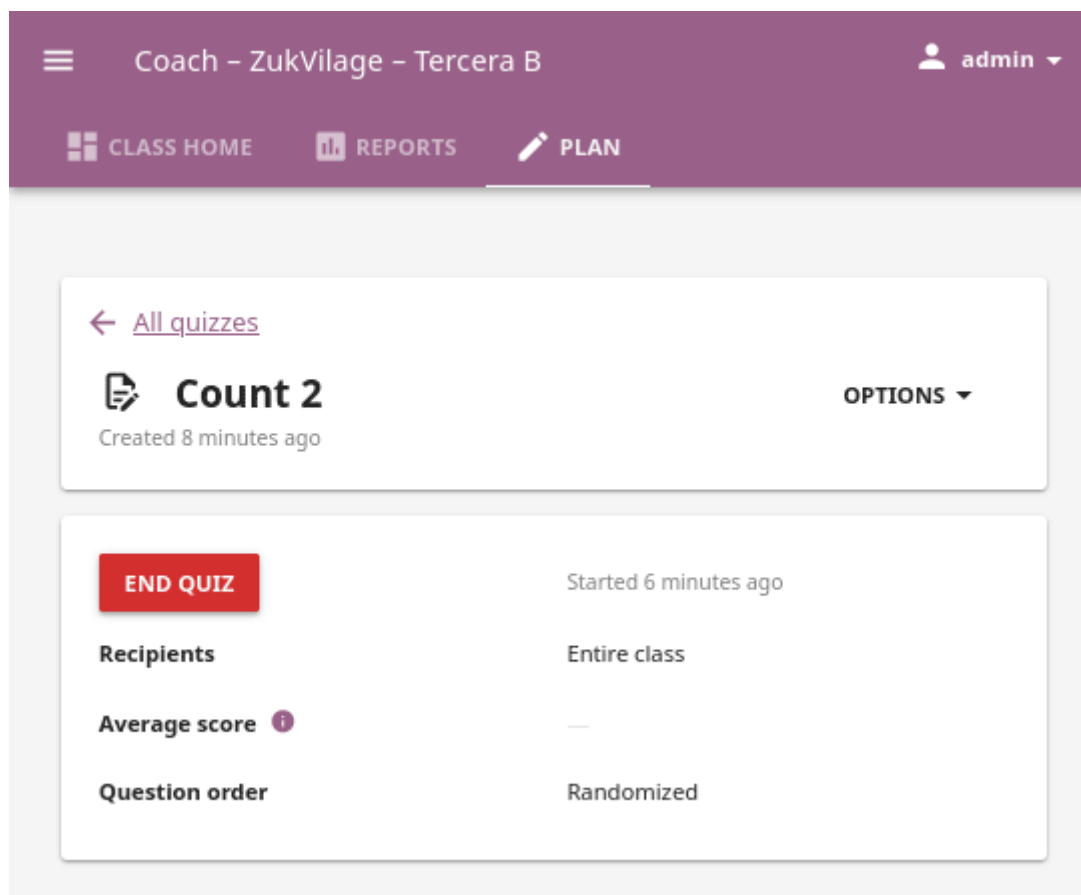 Coach – ZukVilage – Tercera B
admin
CLASS HOME
REPORTS
PLAN
All quizzes
Count 2
OPTIONS
Created 8 minutes ago
END QUIZ
Started 6 minutes ago
Recipients
Entire class
Average score
—
Question order
Randomized